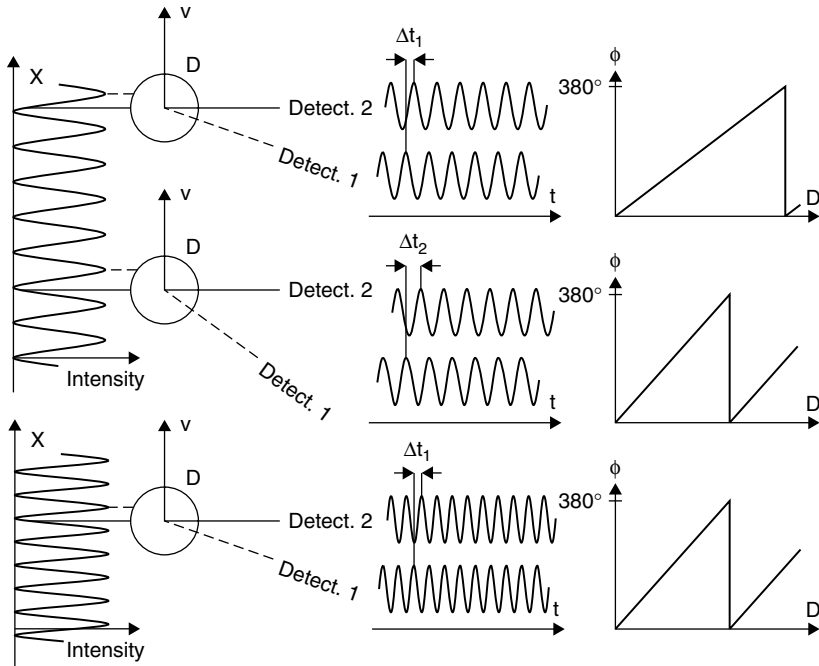 v
X
D
Detect. 2
Detect. 1
Δt1
t
ϕ
380°
D
v
D
Detect. 2
Detect. 1
Intensity
Δt2
t
ϕ
380°
D
v
X
D
Detect. 2
Detect. 1
Intensity
Δt1
t
ϕ
380°
D